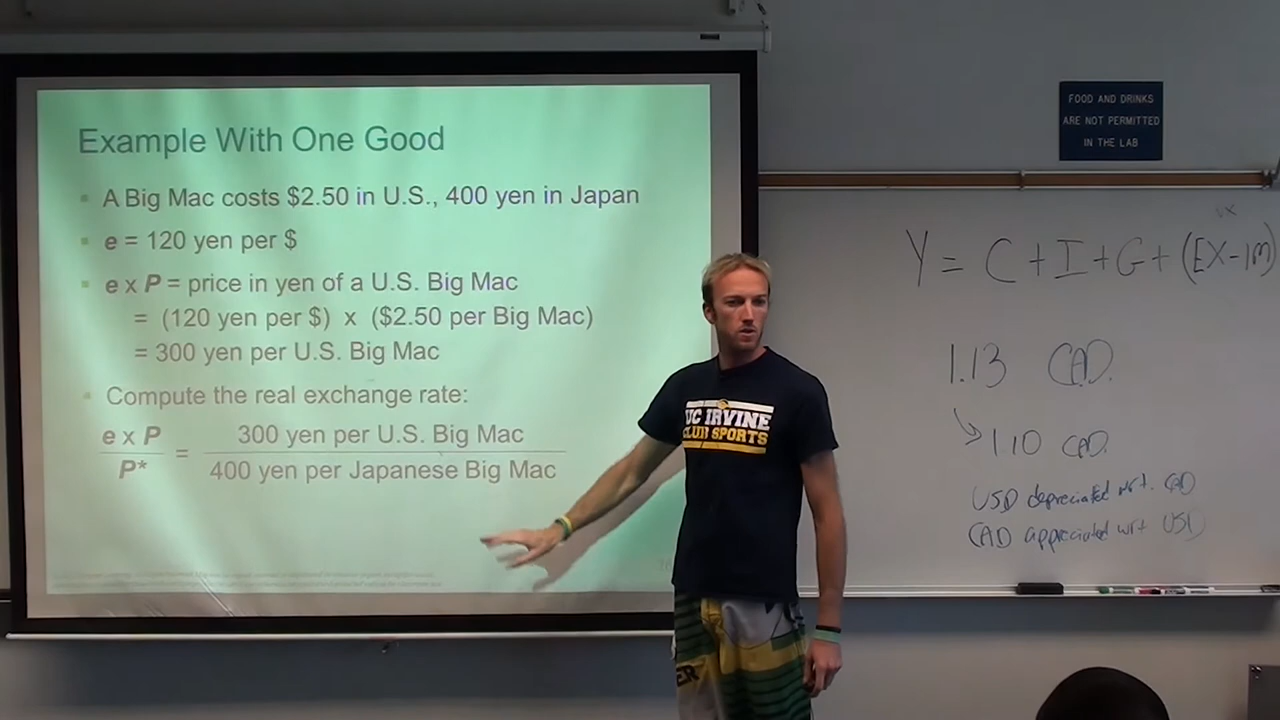 Example With One Good
A Big Mac costs $2.50 in U.S., 400 yen in Japan
e = 120 yen per $
e x P = price in yen of a U.S. Big Mac
= (120 yen per $) x ($2.50 per Big Mac)
= 300 yen per U.S. Big Mac
Compute the real exchange rate:
e x P
P*
=
300 yen per U.S. Big Mac
400 yen per Japanese Big Mac
FOOD AND DRINKS
ARE NOT PERMITTED
IN THE LAB
Y = C + I + G + (EX - IM)
1.13 CAD
1.10 CAD
USD depreciated wrt. CAD
CAD appreciated wrt USD
UC IRVINE
CLUB SPORTS